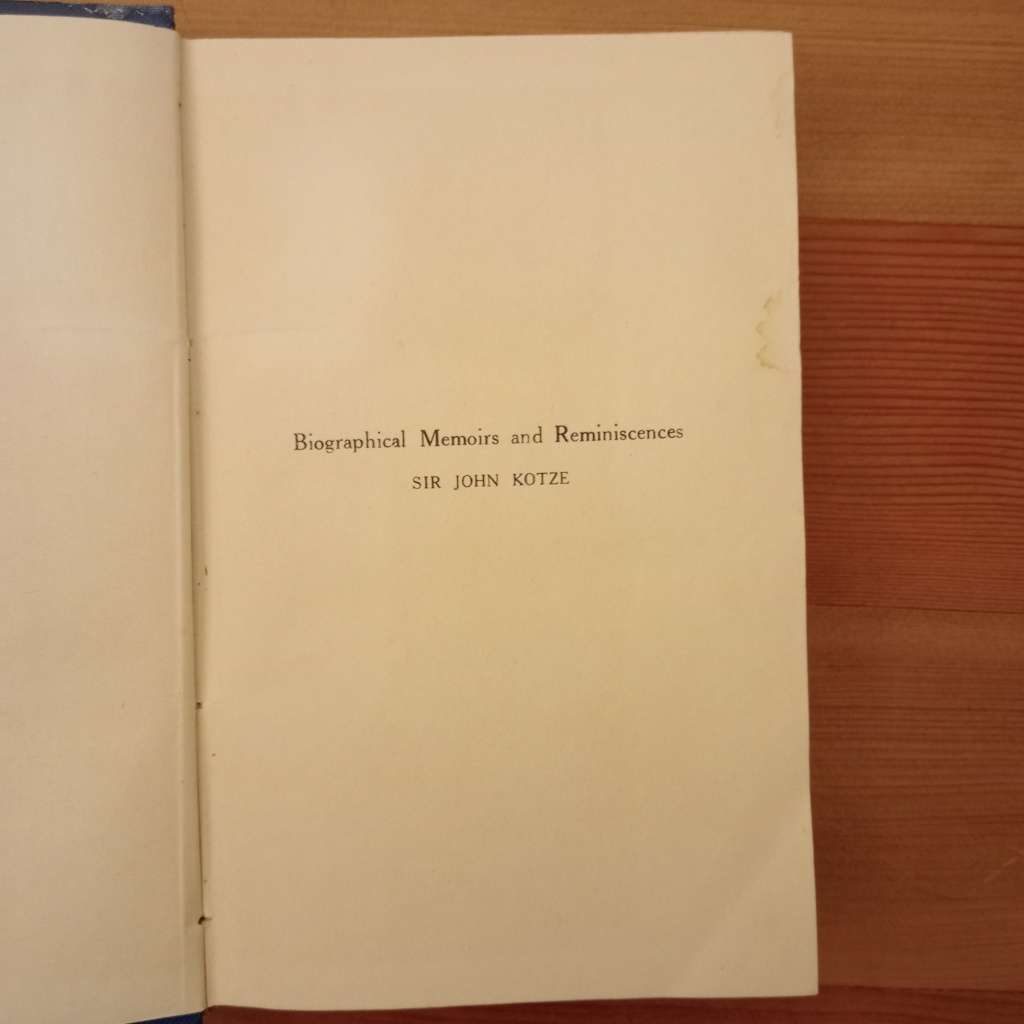 Biographical Memoirs and Reminiscences
SIR JOHN KOTZE